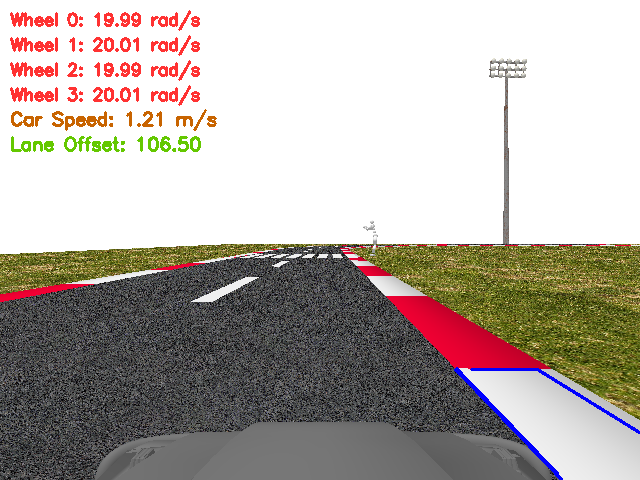 Wheel 0: 19.99 rad/s
Wheel 1: 20.01 rad/s
Wheel 2: 19.99 rad/s
Wheel 3: 20.01 rad/s
Car Speed: 1.21 m/s
Lane Offset: 106.50